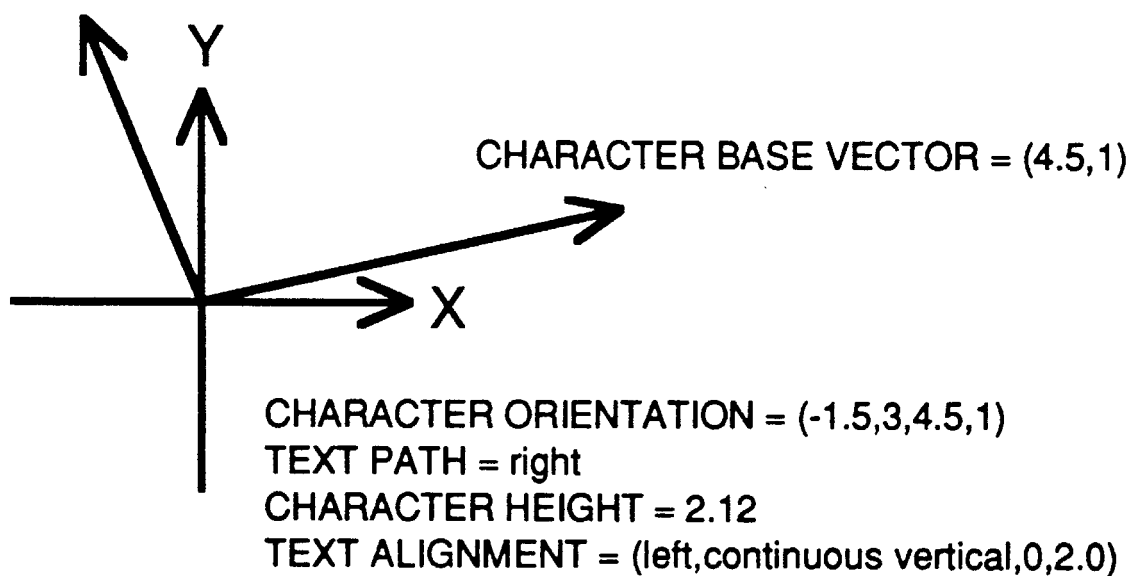 Y
CHARACTER BASE VECTOR = (4.5,1)
X
CHARACTER ORIENTATION = (-1.5,3,4.5,1)
TEXT PATH = right
CHARACTER HEIGHT = 2.12
TEXT ALIGNMENT = (left,continuous vertical,0,2.0)